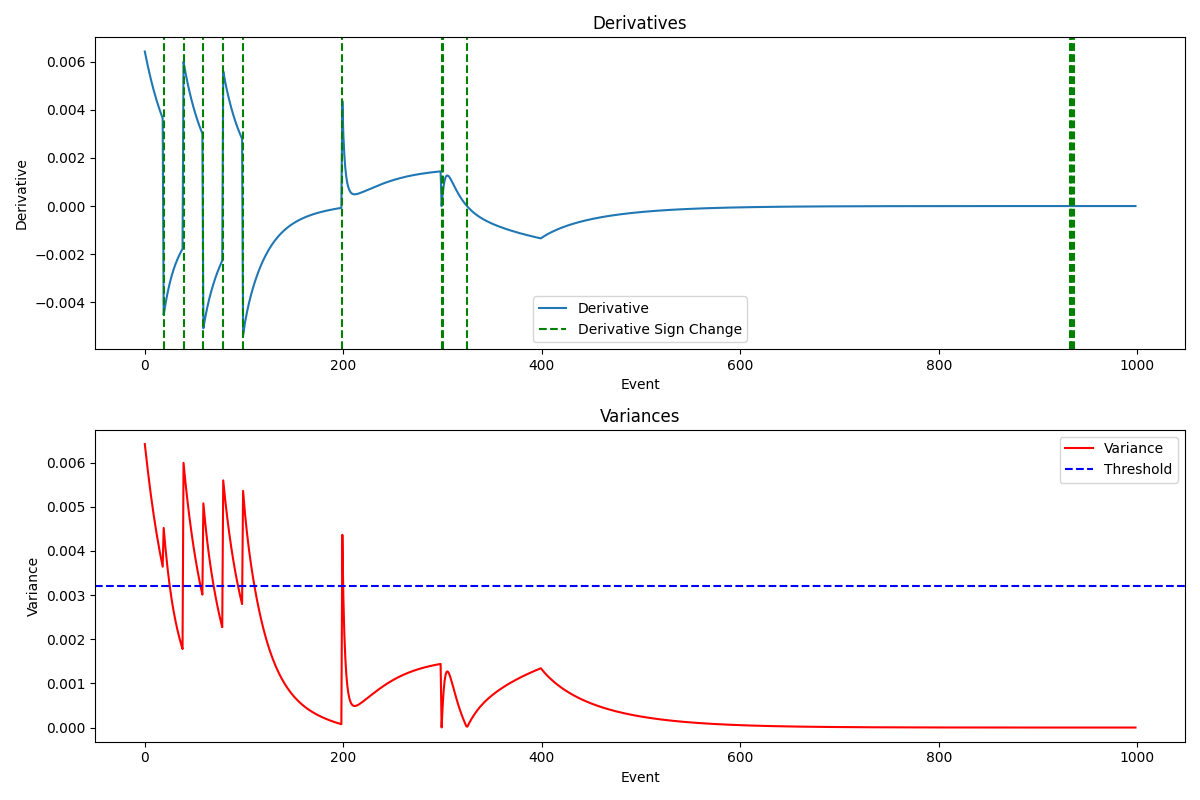 Derivatives
0.006
0.004
0.002
0.000
−0.002
−0.004
Derivative
Derivative
Derivative Sign Change
0 200 400 600 800 1000
Event
Variances
0.006
0.005
0.004
0.003
0.002
0.001
0.000
Variance
Variance
Threshold
0 200 400 600 800 1000
Event